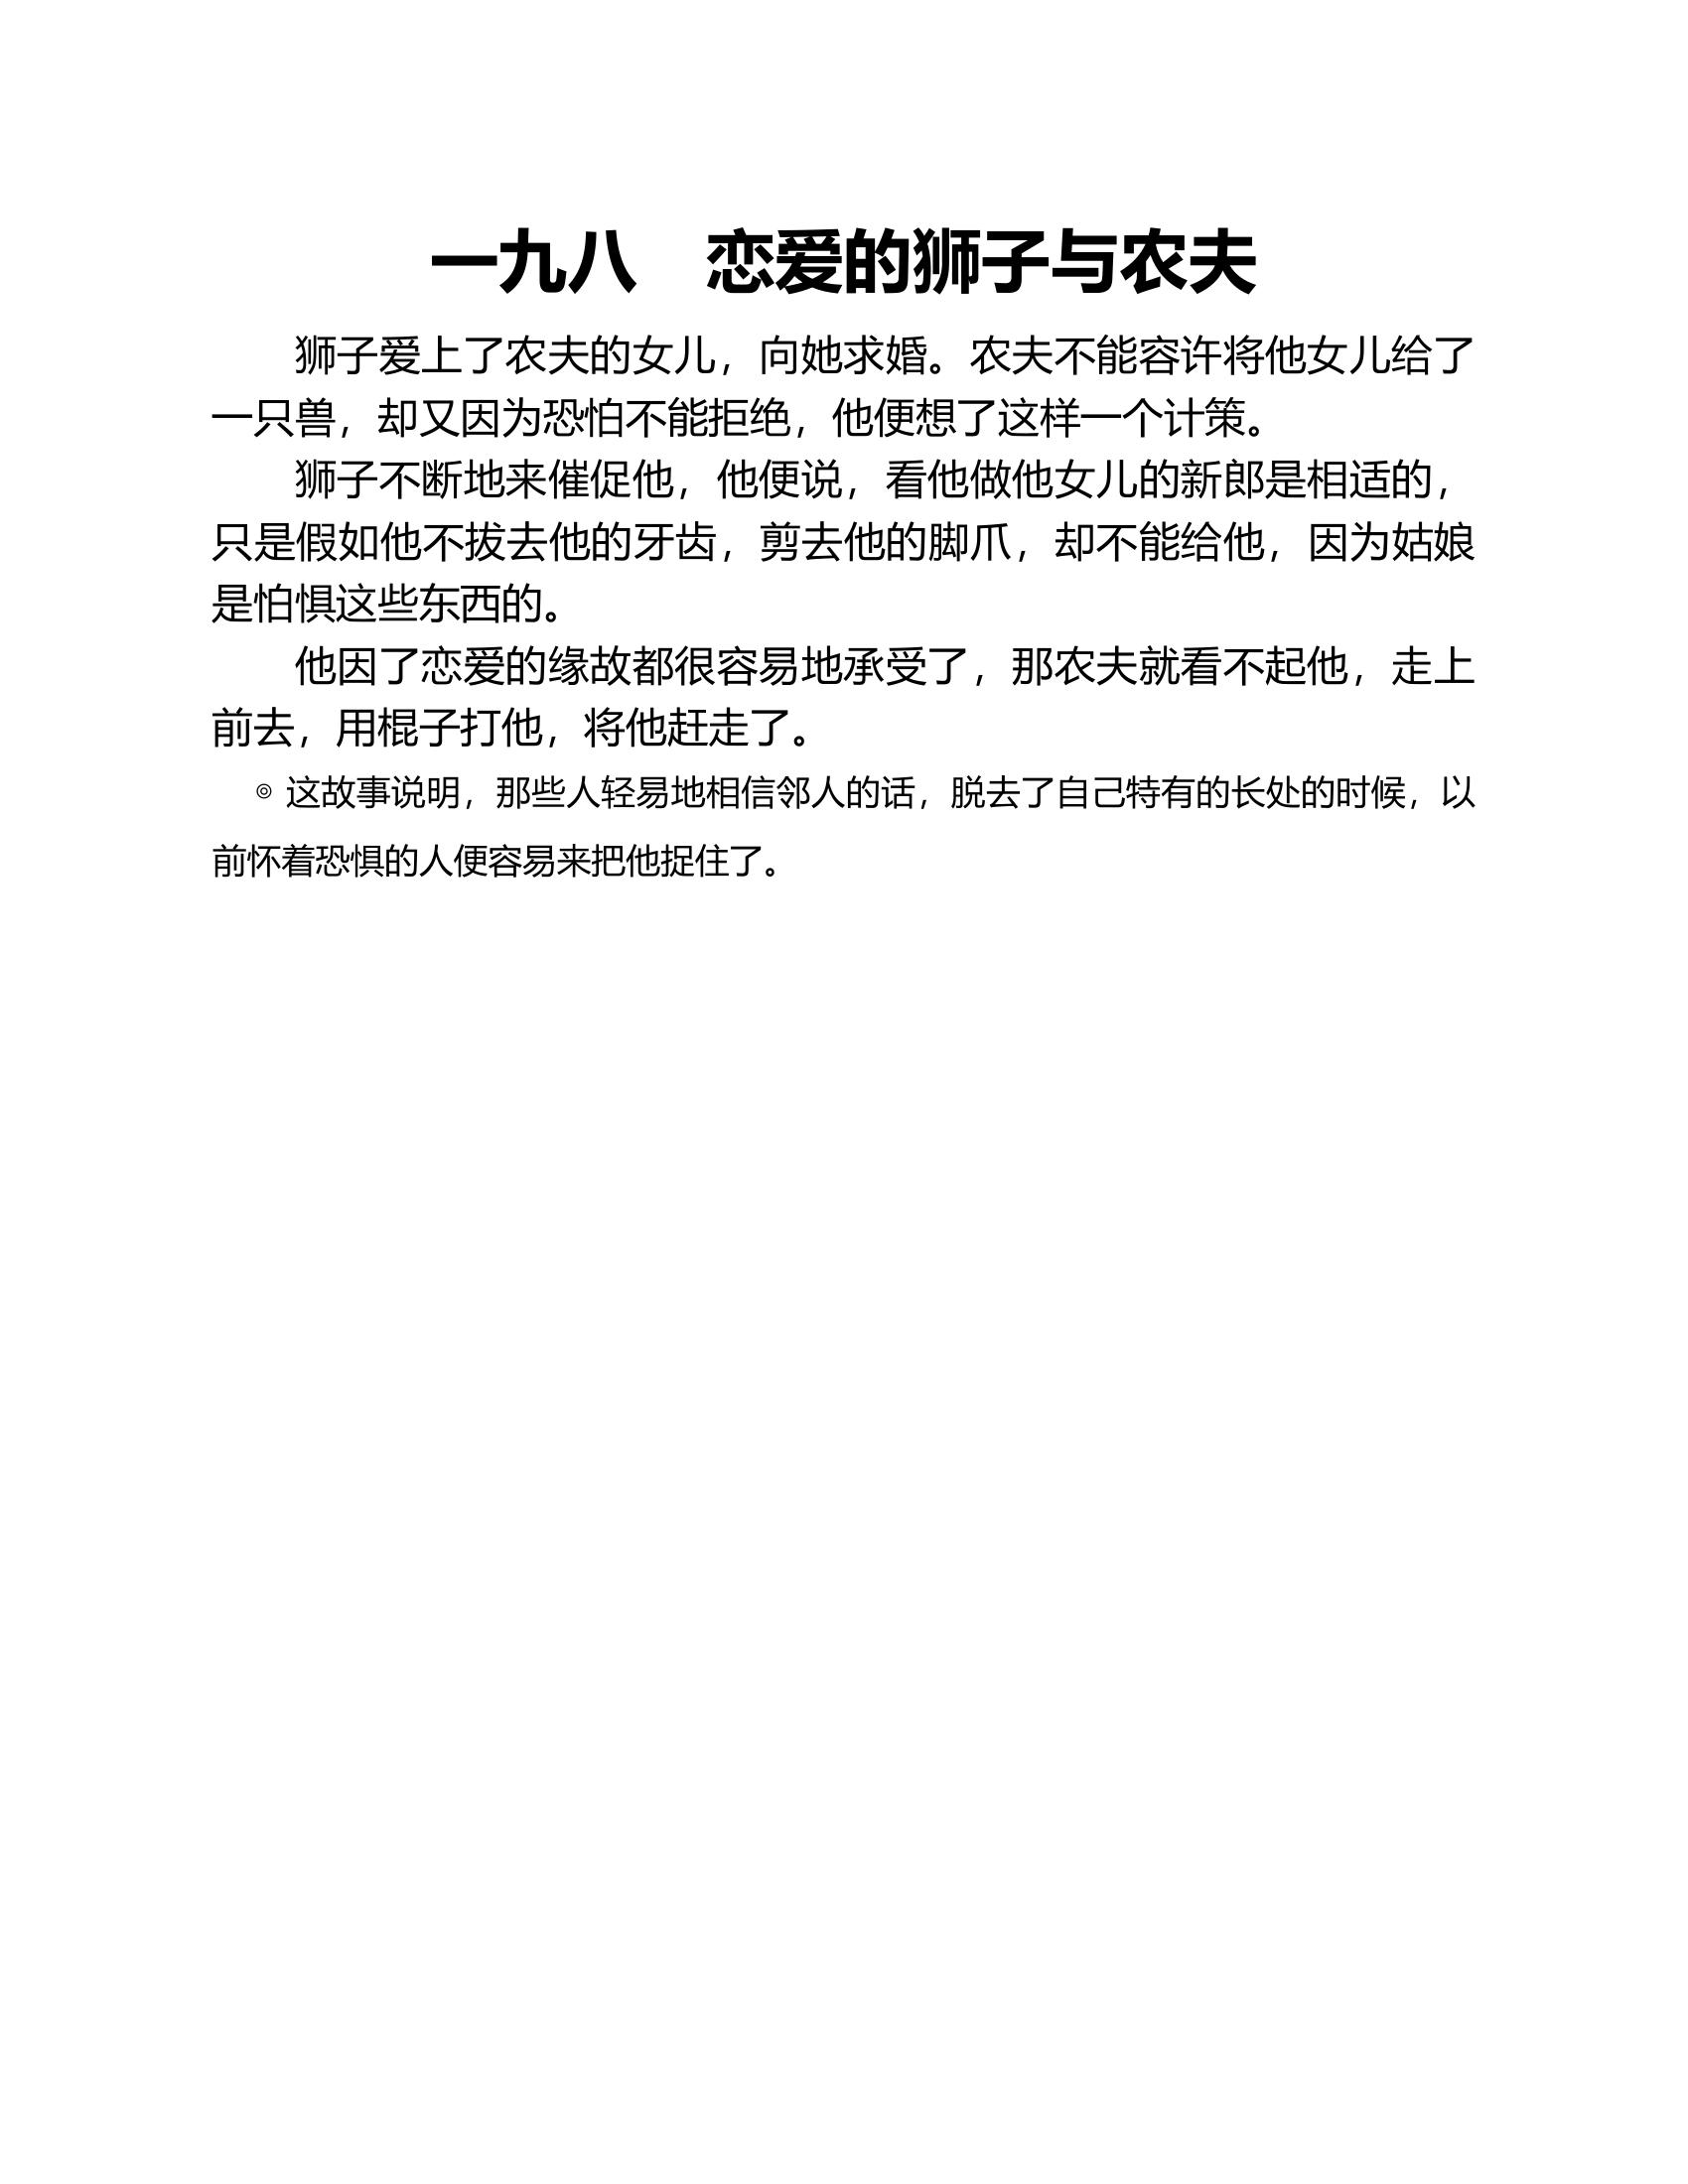 一九八　恋爱的狮子与农夫
狮子爱上了农夫的女儿，向她求婚。农夫不能容许将他女儿给了
一只兽，却又因为恐怕不能拒绝，他便想了这样一个计策。
狮子不断地来催促他，他便说，看他做他女儿的新郎是相适的，
只是假如他不拔去他的牙齿，剪去他的脚爪，却不能给他，因为姑娘
是怕惧这些东西的。
他因了恋爱的缘故都很容易地承受了，那农夫就看不起他，走上
前去，用棍子打他，将他赶走了。
◎ 这故事说明，那些人轻易地相信邻人的话，脱去了自己特有的长处的时候，以
前怀着恐惧的人便容易来把他捉住了。